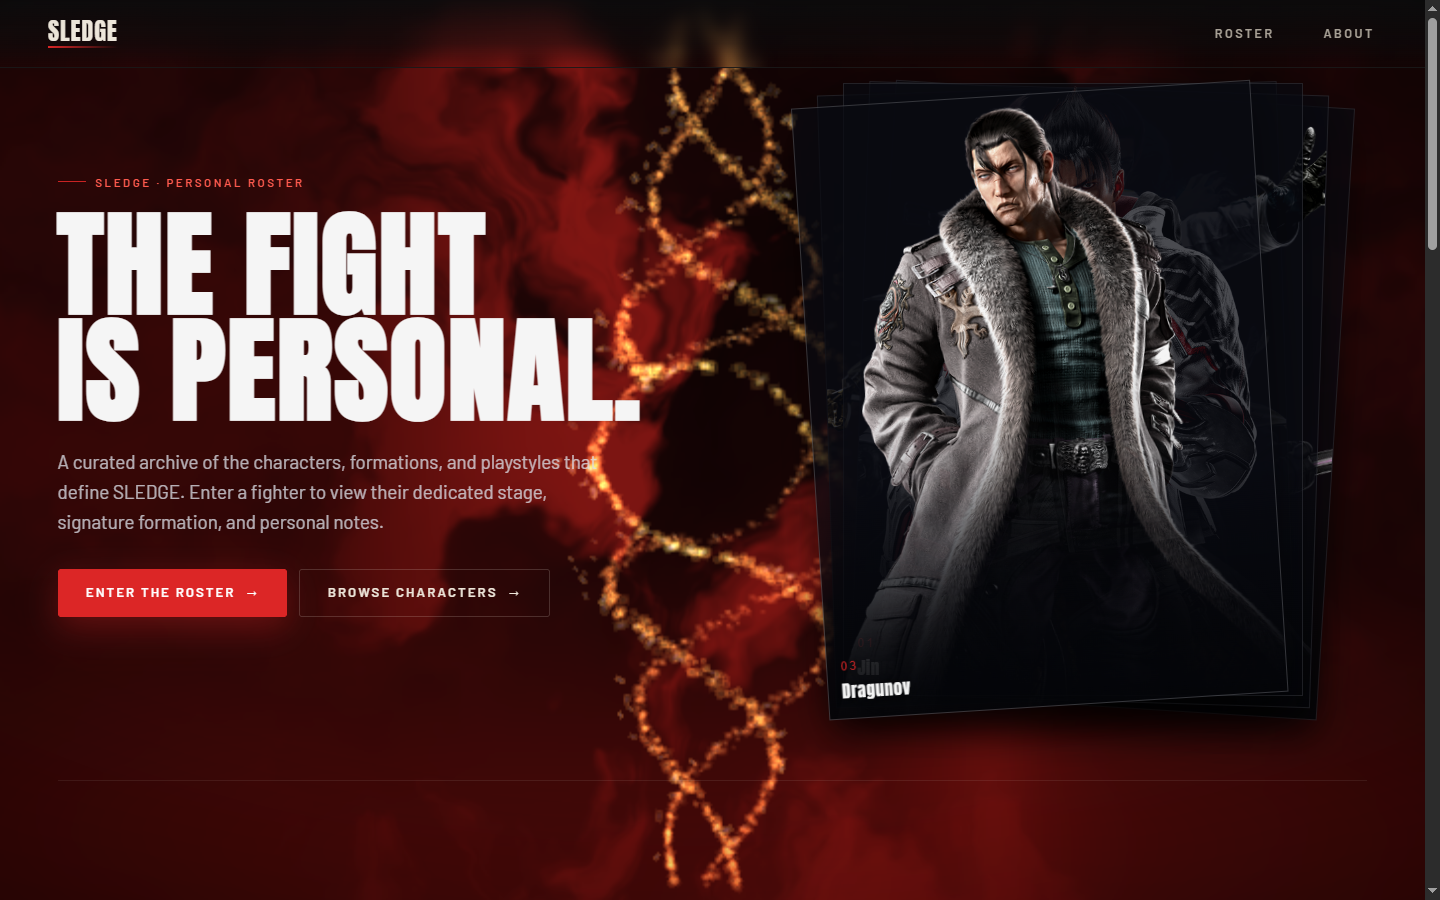 SLEDGE
ROSTER
ABOUT
SLEDGE · PERSONAL ROSTER
THE FIGHT
IS PERSONAL.
A curated archive of the characters, formations, and playstyles that
define SLEDGE. Enter a fighter to view their dedicated stage,
signature formation, and personal notes.
ENTER THE ROSTER →
BROWSE CHARACTERS →
03
Jin
Dragunov